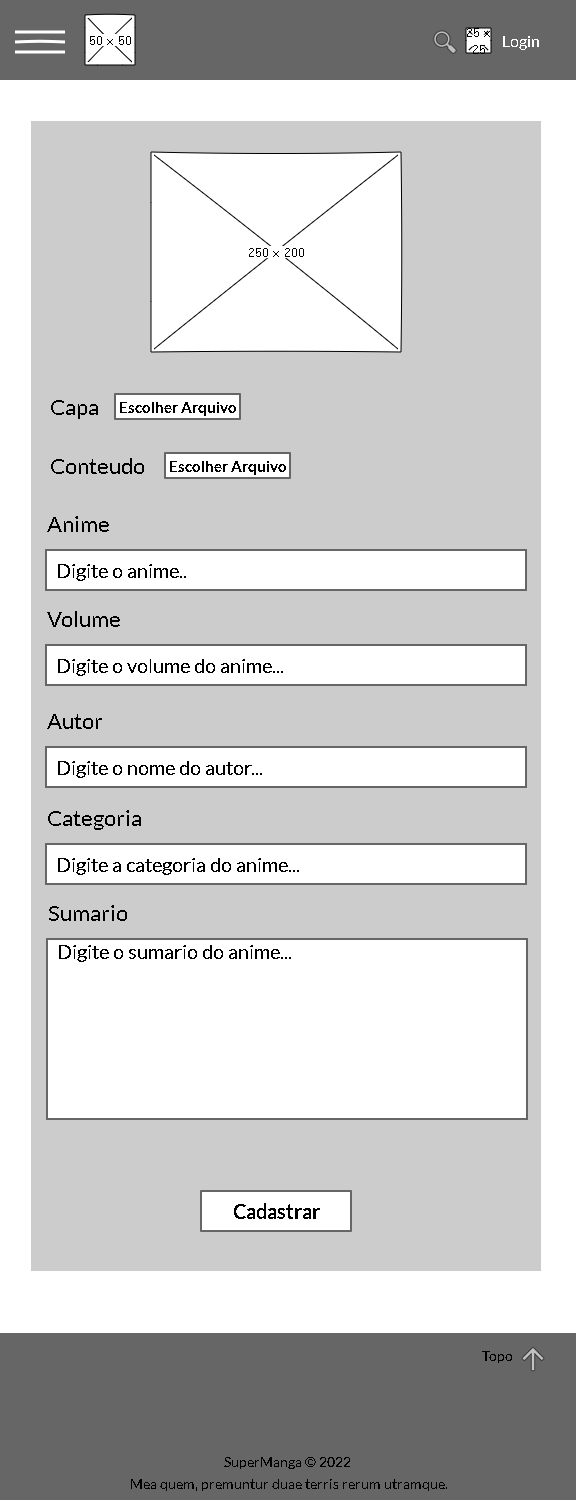 50 × 50
25 ×
25
Login
250 × 200
Capa Escolher Arquivo
Conteudo Escolher Arquivo
Anime
Digite o anime..
Volume
Digite o volume do anime...
Autor
Digite o nome do autor...
Categoria
Digite a categoria do anime...
Sumario
Digite o sumario do anime...
Cadastrar
Topo
SuperManga © 2022
Mea quem, premuntur duae terris rerum utramque.